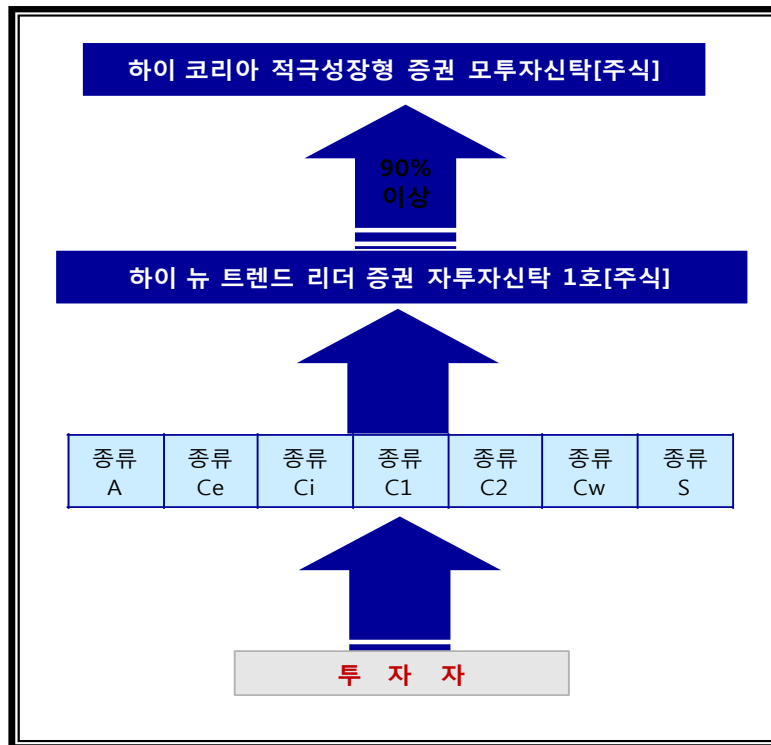 하이 코리아 적극성장형 증권 모투자신탁[주식]
90%
이상
하이 뉴 트렌드 리더 증권 자투자신탁 1호[주식]
종류 종류 종류 종류 종류 종류 종류
A Ce Ci C1 C2 Cw S
투 자 자